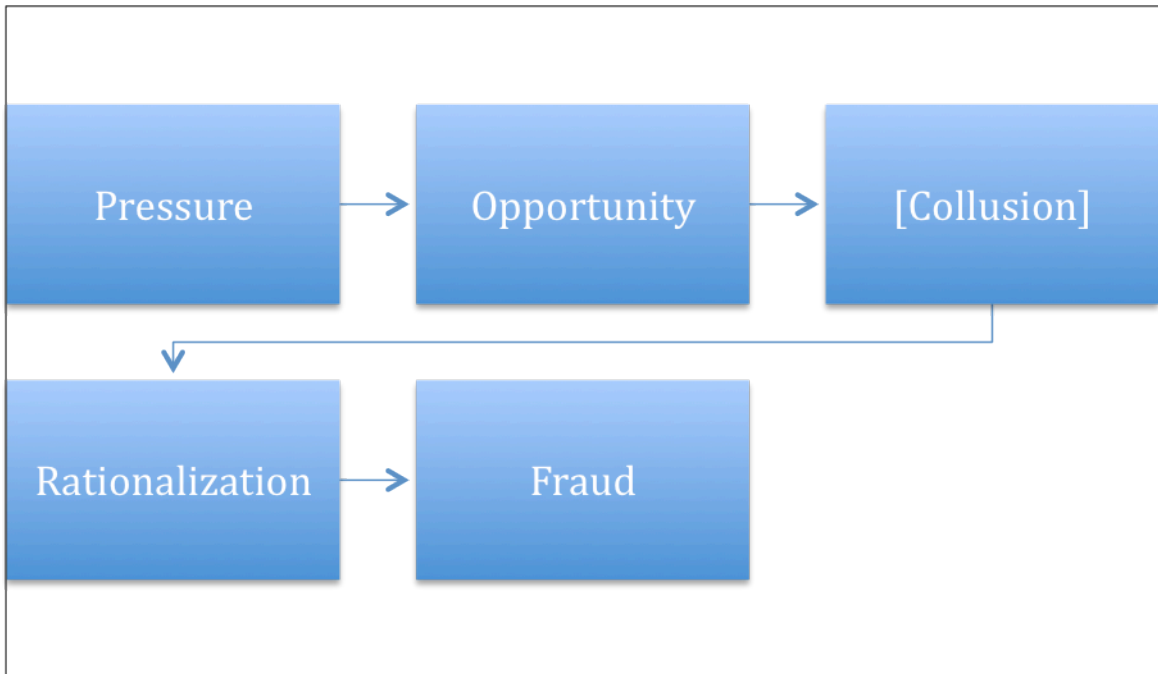 Pressure
Opportunity
[Collusion]
Rationalization
Fraud